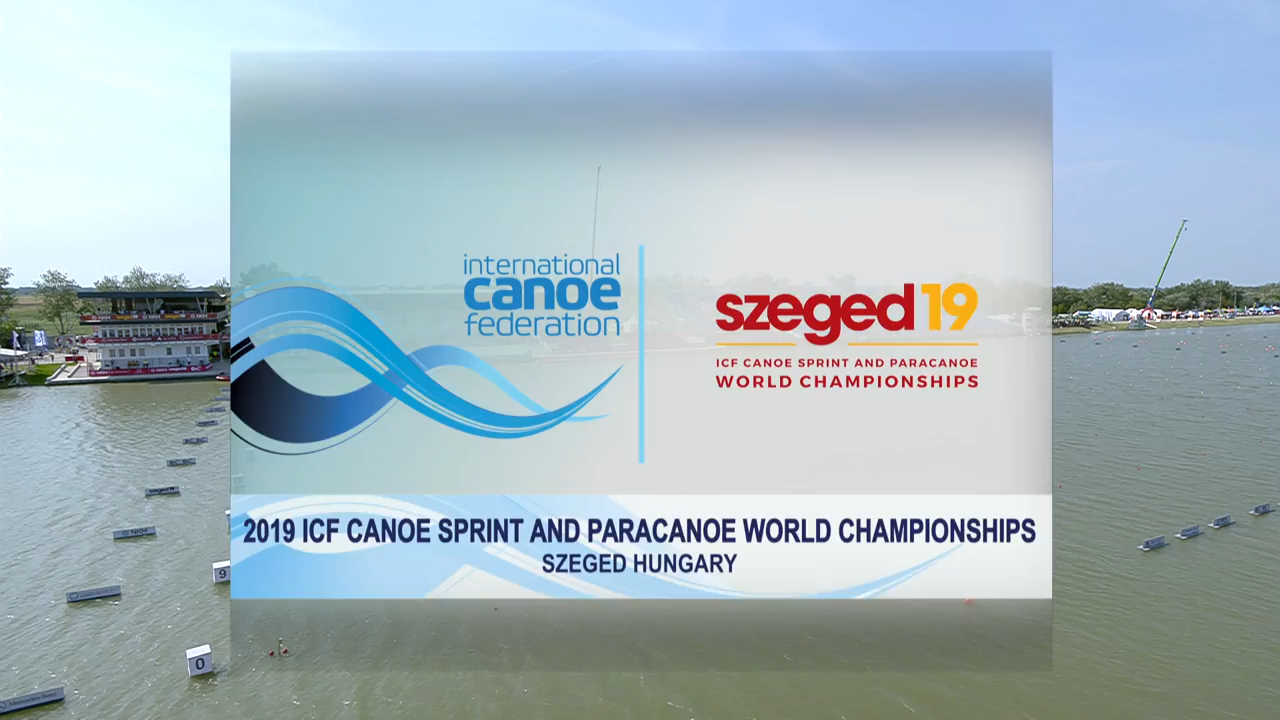 international
canoe
federation
szeged19
ICF CANOE SPRINT AND PARACANOE
WORLD CHAMPIONSHIPS
2019 ICF CANOE SPRINT AND PARACANOE WORLD CHAMPIONSHIPS
SZEGED HUNGARY
9
0